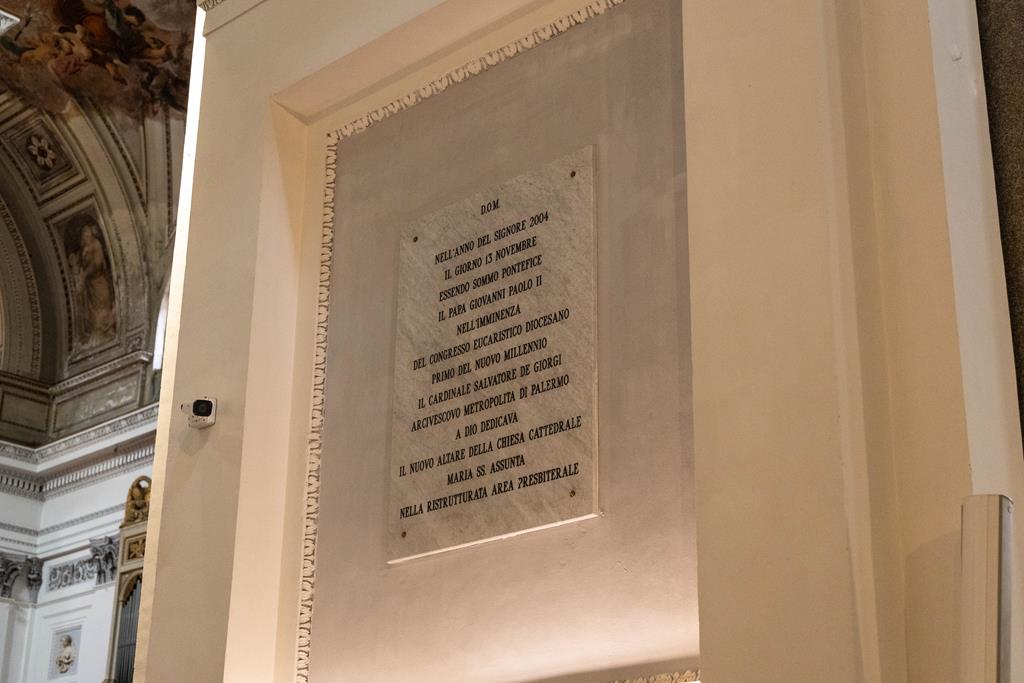 D.O.M.
NELL'ANNO DEL SIGNORE 2004
IL GIORNO 13 NOVEMBRE
ESSENDO SOMMO PONTEFICE
IL PAPA GIOVANNI PAOLO II
NELL'IMMINENZA
DEL CONGRESSO EUCARISTICO DIOCESANO
PRIMO DEL NUOVO MILLENNIO
IL CARDINALE SALVATORE DE GIORGI
ARCIVESCOVO METROPOLITA DI PALERMO
A DIO DEDICAVA
IL NUOVO ALTARE DELLA CHIESA CATTEDRALE
MARIA SS. ASSUNTA
NELLA RISTRUTTURATA AREA PRESBITERALE